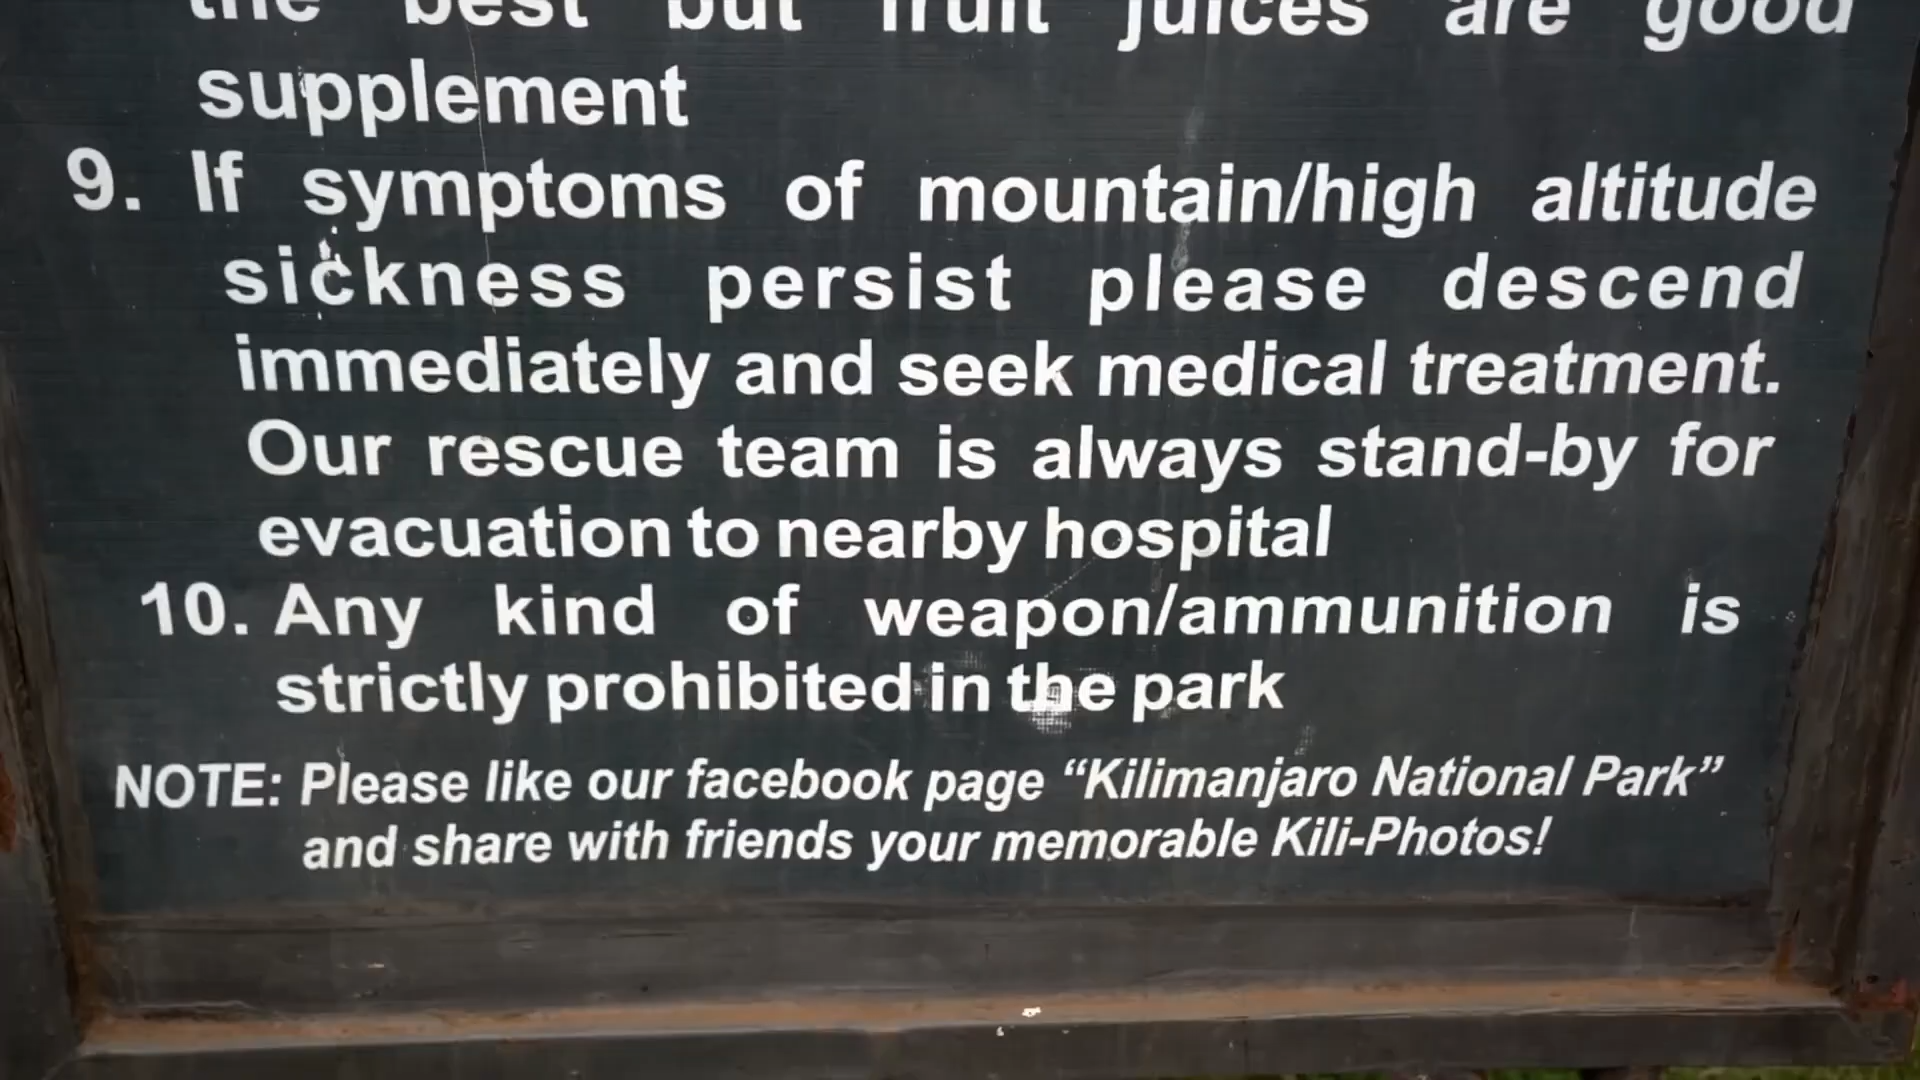 the best but fruit juices are good
supplement
9. If symptoms of mountain/high altitude
sickness persist please descend
immediately and seek medical treatment.
Our rescue team is always stand-by for
evacuation to nearby hospital
10. Any kind of weapon/ammunition is
strictly prohibited in the park
NOTE: Please like our facebook page “Kilimanjaro National Park”
and share with friends your memorable Kili-Photos!